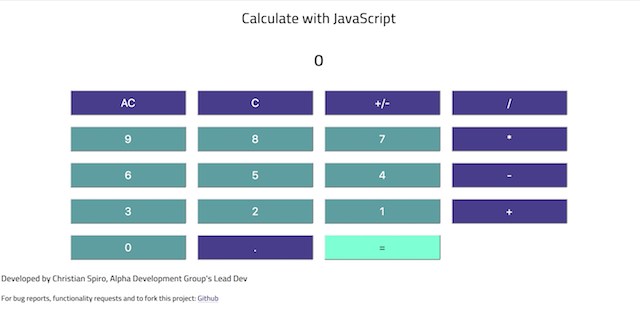 Calculate with JavaScript
0
AC C +/- /
9 8 7 *
6 5 4 -
3 2 1 +
0 . =
Developed by Christian Spiro, Alpha Development Group's Lead Dev
For bug reports, functionality requests and to fork this project: Github